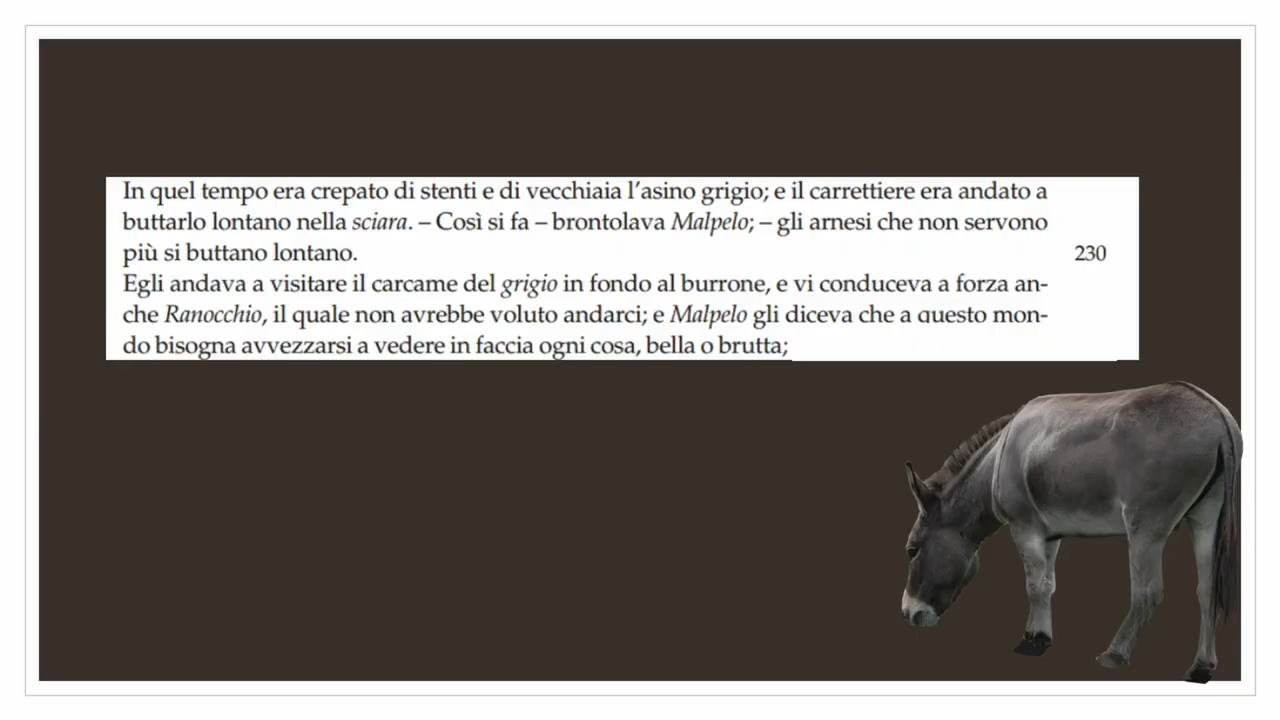 In quel tempo era crepato di stenti e di vecchiaia l'asino grigio; e il carrettiere era andato a
buttarlo lontano nella sciara. – Così si fa – brontolava Malpelo; – gli arnesi che non servono
più si buttano lontano.
230
Egli andava a visitare il carcame del grigio in fondo al burrone, e vi conduceva a forza an-
che Ranocchio, il quale non avrebbe voluto andarci; e Malpelo gli diceva che a questo mon-
do bisogna avvezzarsi a vedere in faccia ogni cosa, bella o brutta;